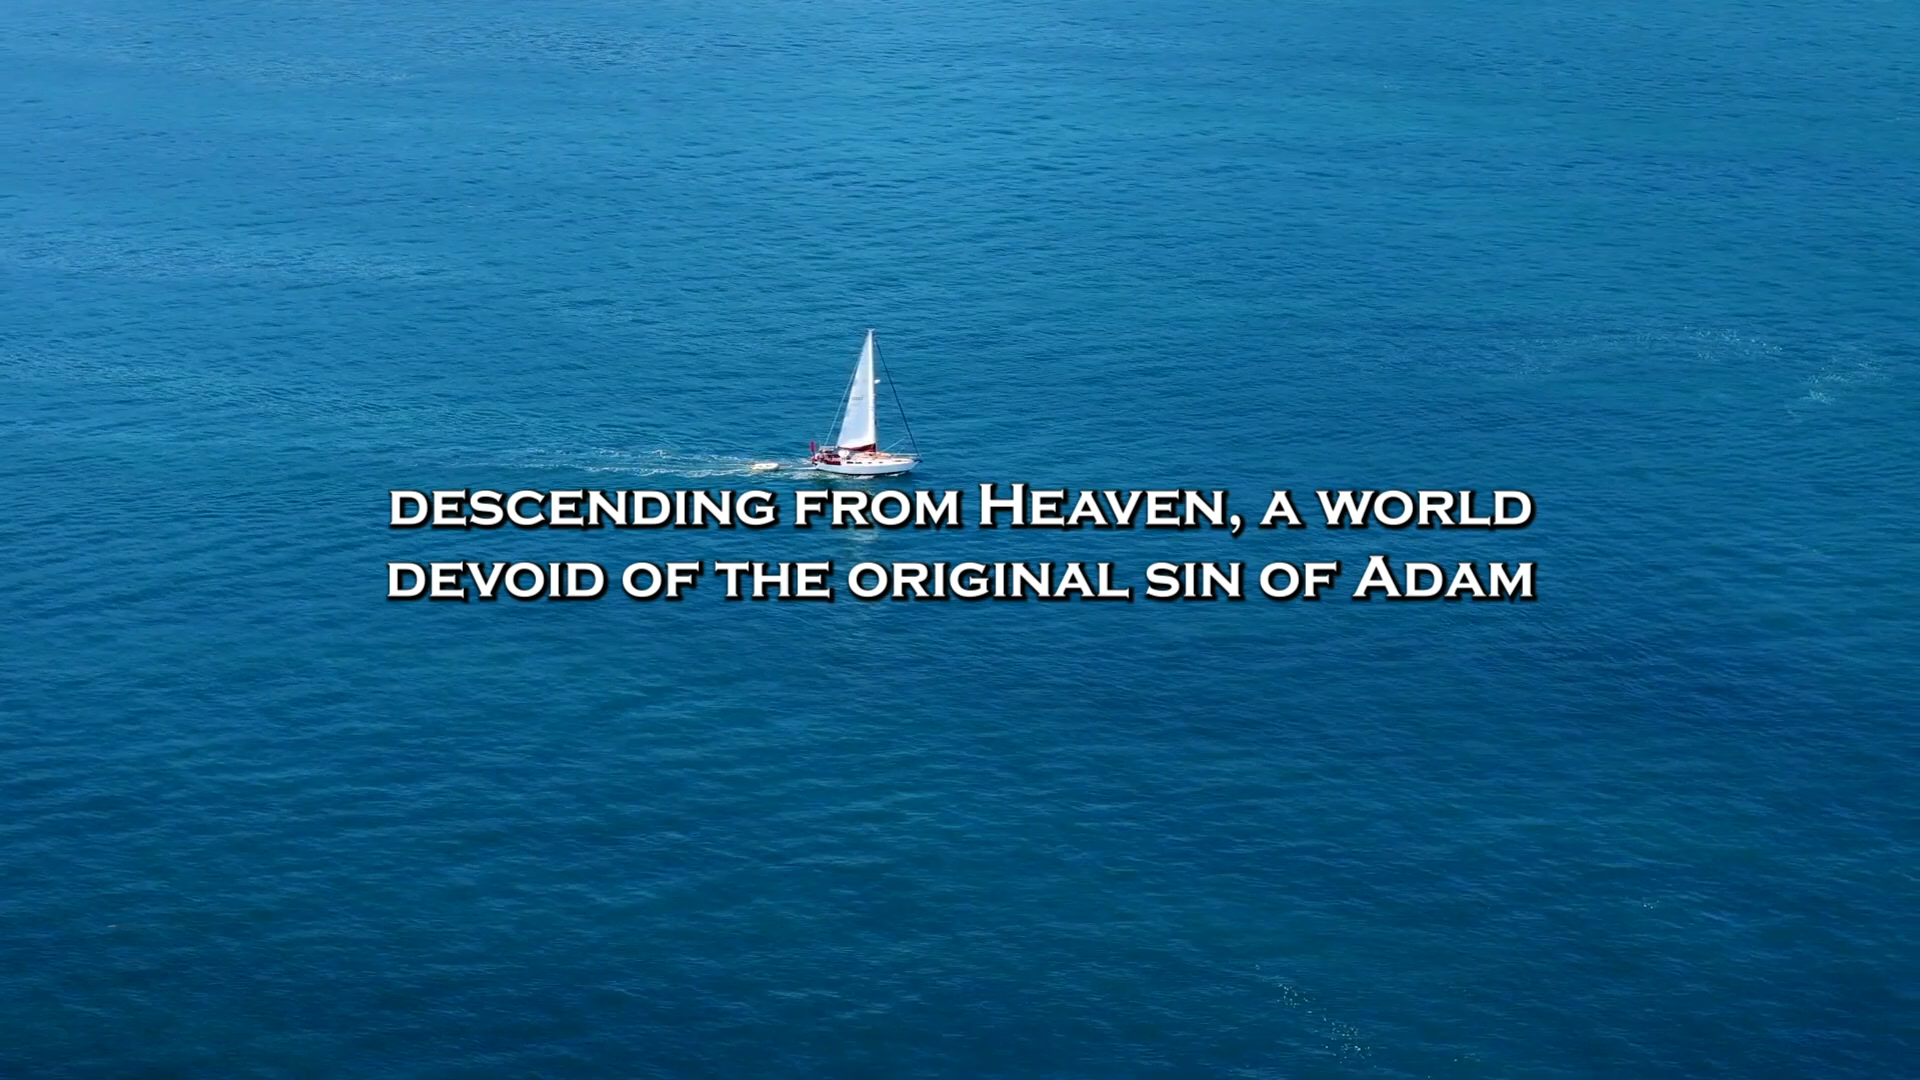 descending from Heaven, a world
devoid of the original sin of Adam